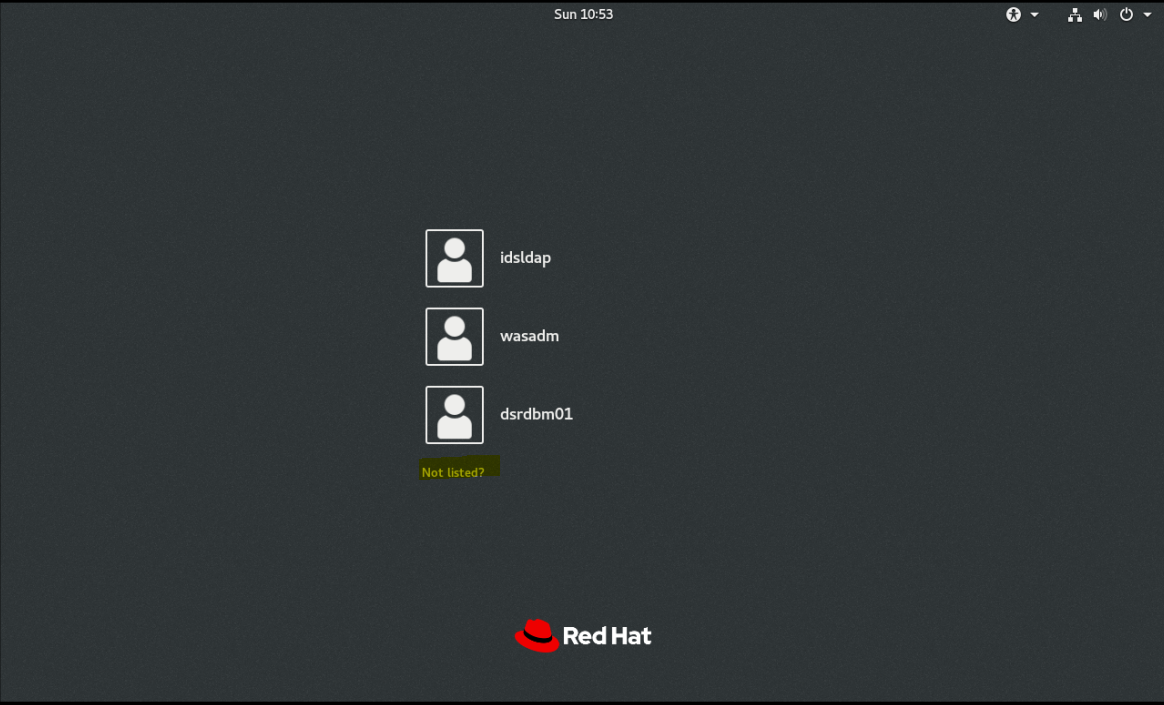 Sun 10:53
idsldap
wasadm
dsrdbm01
Not listed?
Red Hat